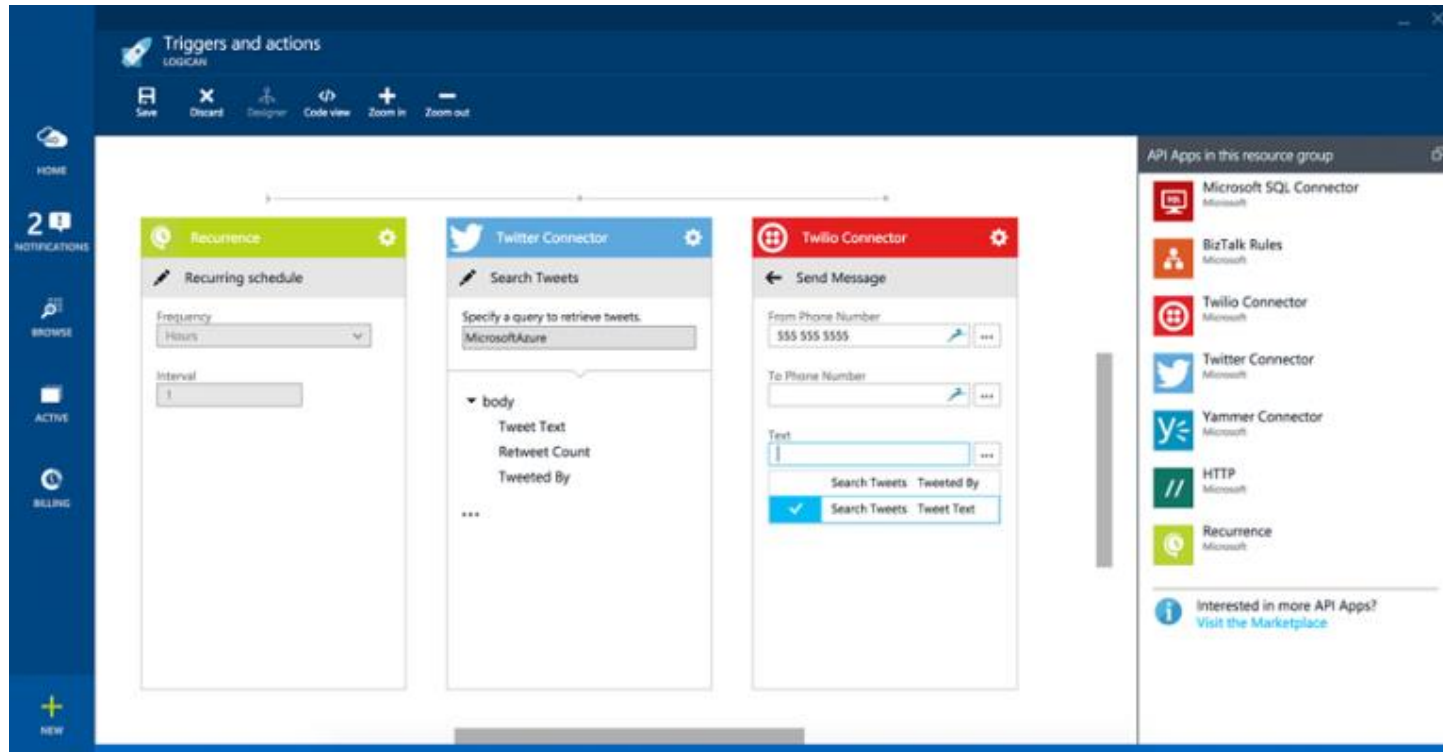 Triggers and actions
LOGICAN
Save
Discard
Designer
Code view
Zoom in
Zoom out
HOME
2
NOTIFICATIONS
BROWSE
ACTIVE
BILLING
NEW
Recurrence
Recurring schedule
Frequency
Hours
Interval
1
Twitter Connector
Search Tweets
Specify a query to retrieve tweets.
MicrosoftAzure
body
Tweet Text
Retweet Count
Tweeted By
...
Twilio Connector
Send Message
From Phone Number
555 555 5555
...
To Phone Number
...
Text
...
Search Tweets Tweeted By
Search Tweets Tweet Text
API Apps in this resource group
SQL
Microsoft SQL Connector
Microsoft
BizTalk Rules
Microsoft
Twilio Connector
Microsoft
Twitter Connector
Microsoft
Yammer Connector
Microsoft
HTTP
Microsoft
Recurrence
Microsoft
Interested in more API Apps?
Visit the Marketplace